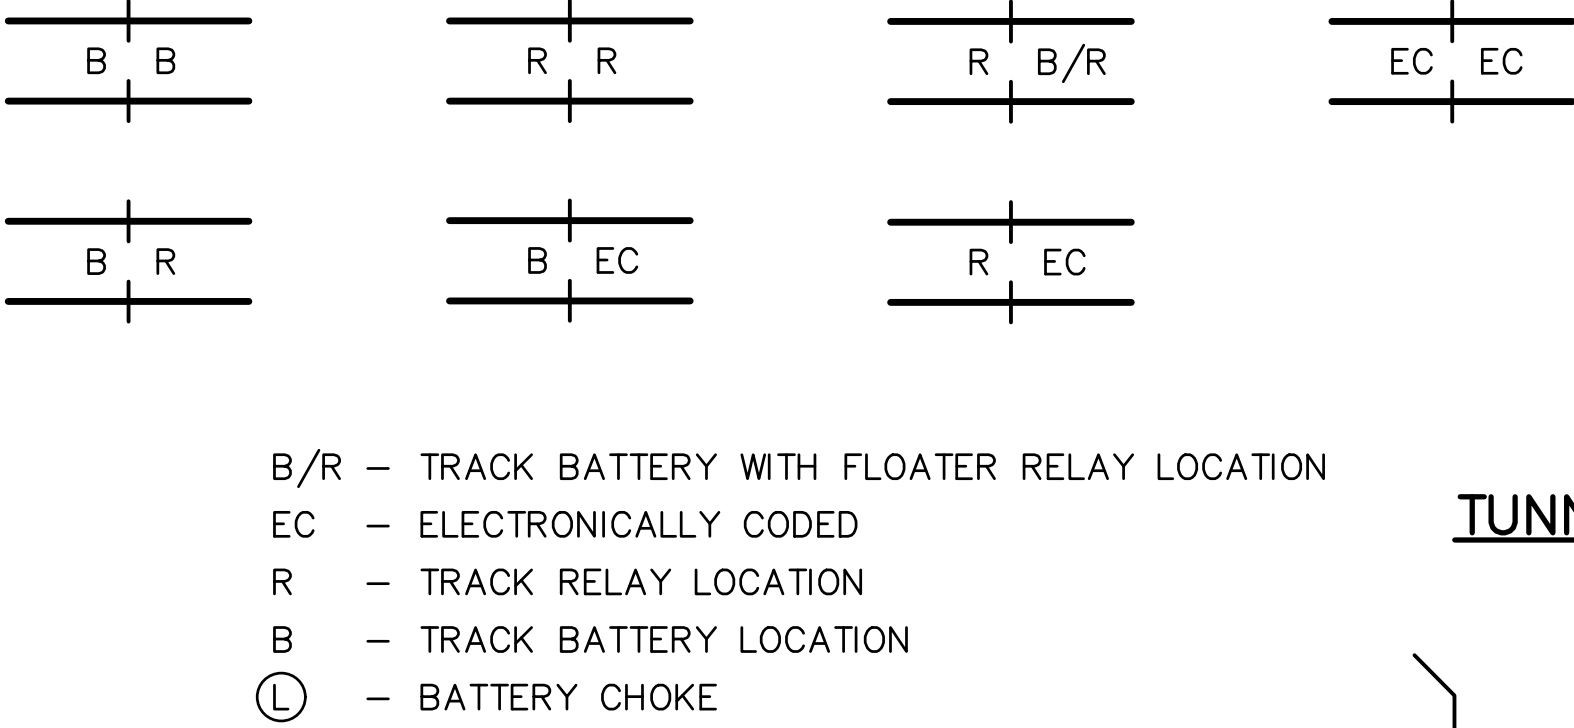 B B R R R B/R EC EC
B R B EC R EC
B/R – TRACK BATTERY WITH FLOATER RELAY LOCATION
EC – ELECTRONICALLY CODED
TUNN
R – TRACK RELAY LOCATION
B – TRACK BATTERY LOCATION
L – BATTERY CHOKE